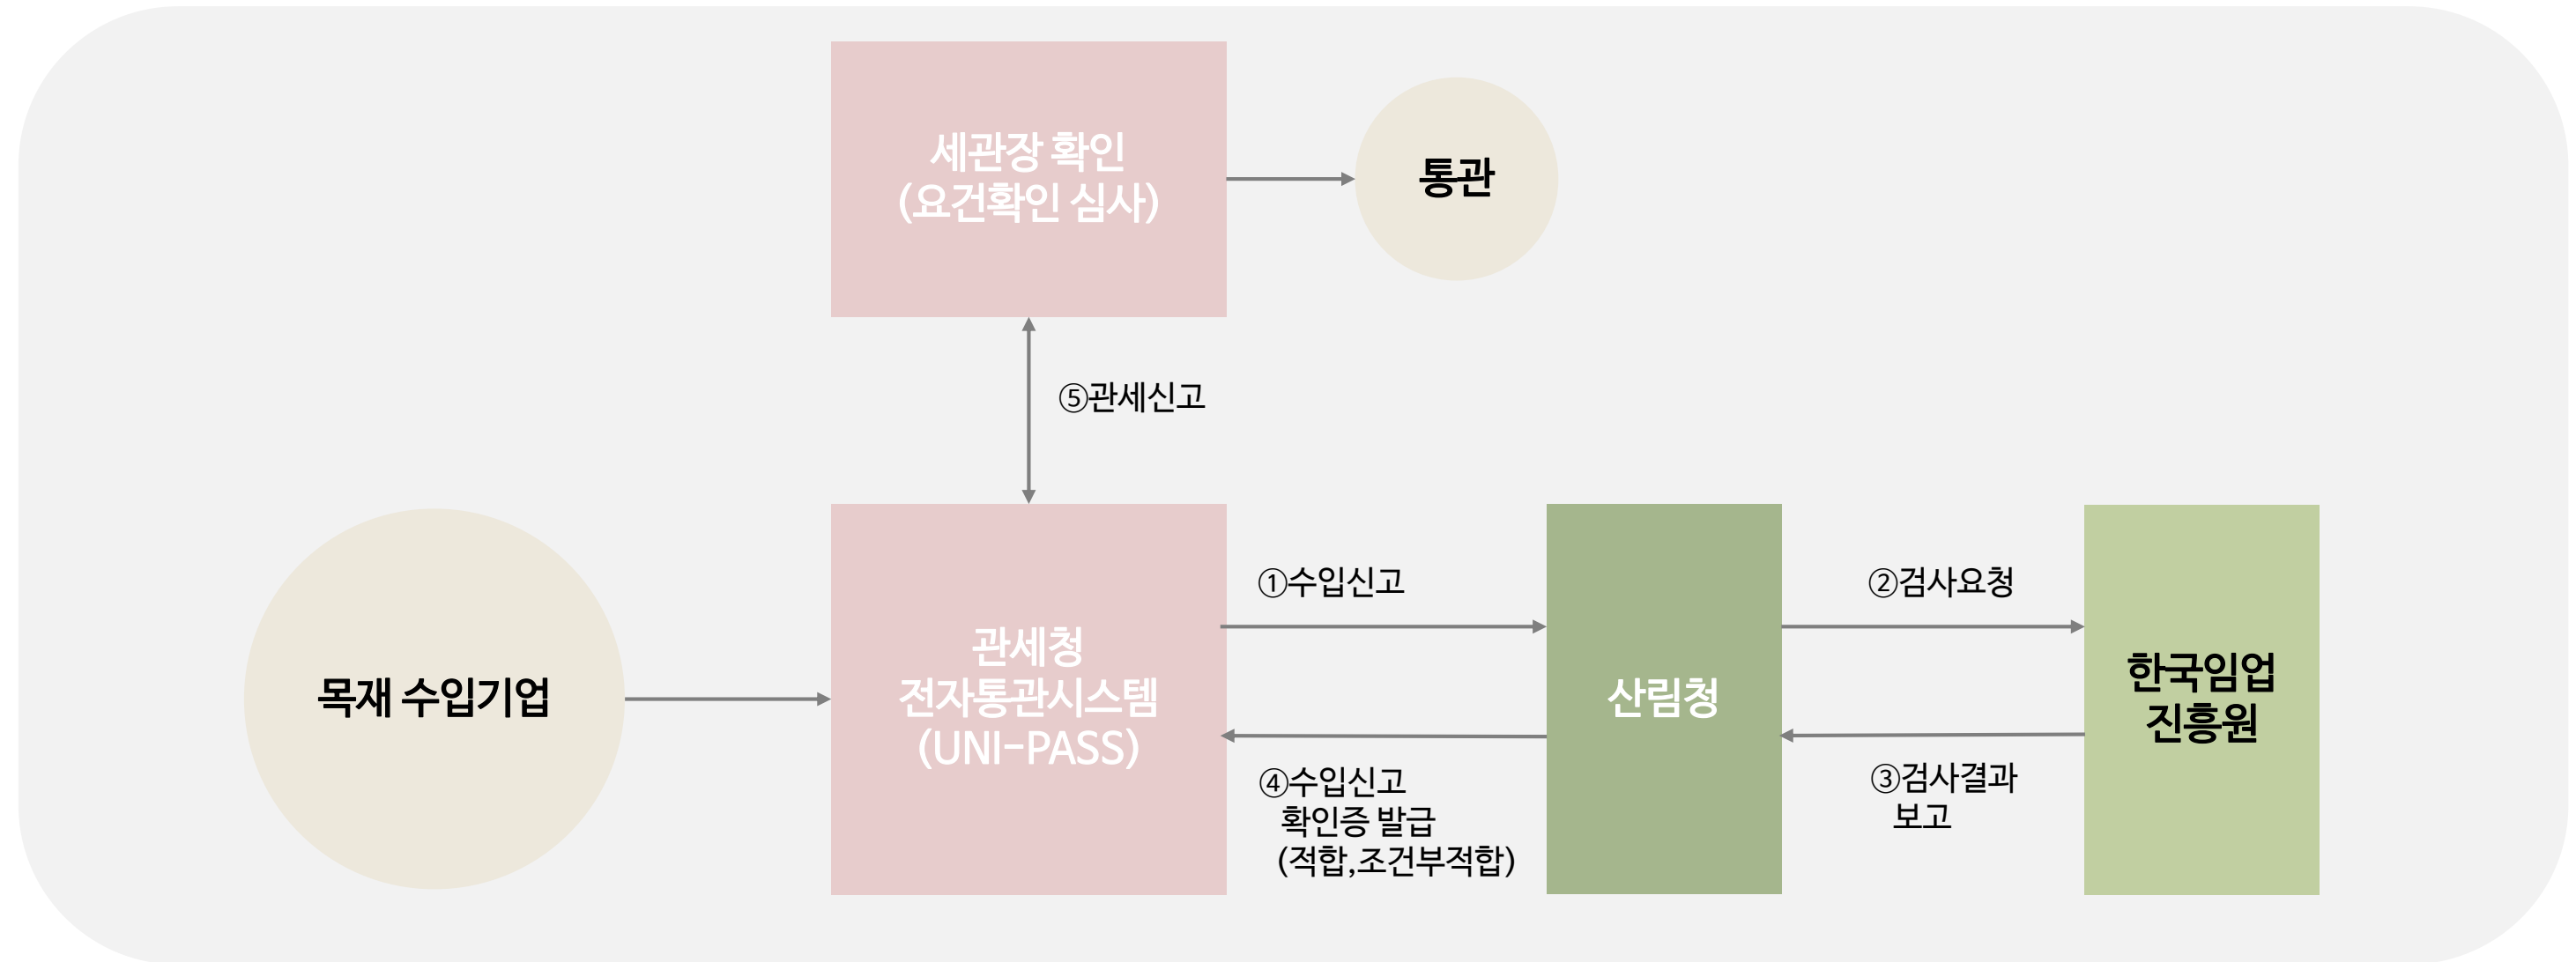 세관장 확인
(요건확인 심사)
통관
⑤관세신고
목재 수입기업
관세청
전자통관시스템
(UNI-PASS)
①수입신고
④수입신고
확인증 발급
(적합,조건부적합)
산림청
②검사요청
③검사결과
보고
한국임업
진흥원